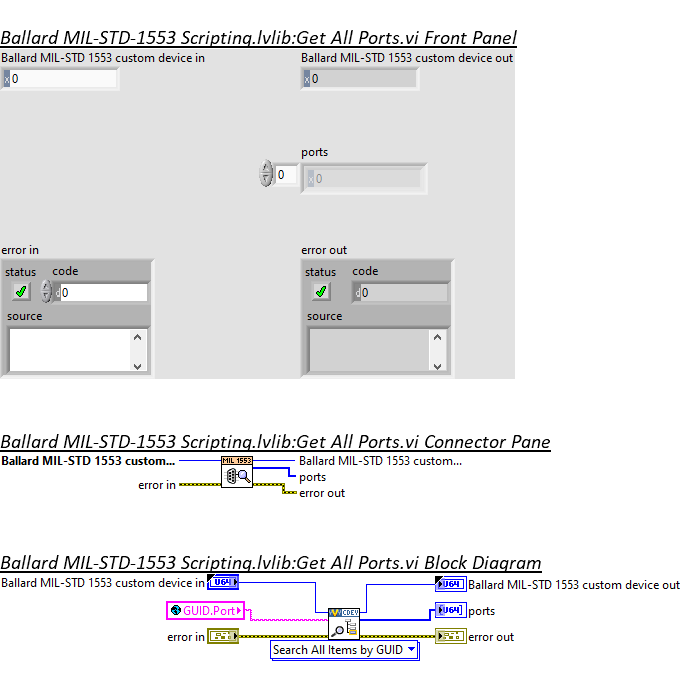 Ballard MIL-STD-1553 Scripting.lvlib:Get All Ports.vi Front Panel
Ballard MIL-STD 1553 custom device in
Ballard MIL-STD 1553 custom device out
x 0
x 0
ports
0
x 0
error in
error out
status code
status code
d 0
d 0
source
source
Ballard MIL-STD-1553 Scripting.lvlib:Get All Ports.vi Connector Pane
Ballard MIL-STD 1553 custom...
MIL 1553
Ballard MIL-STD 1553 custom...
ports
error in
error out
Ballard MIL-STD-1553 Scripting.lvlib:Get All Ports.vi Block Diagram
Ballard MIL-STD 1553 custom device in
U64
U64
Ballard MIL-STD 1553 custom device out
GUID.Port
CDEV
U64
ports
error in
error out
Search All Items by GUID